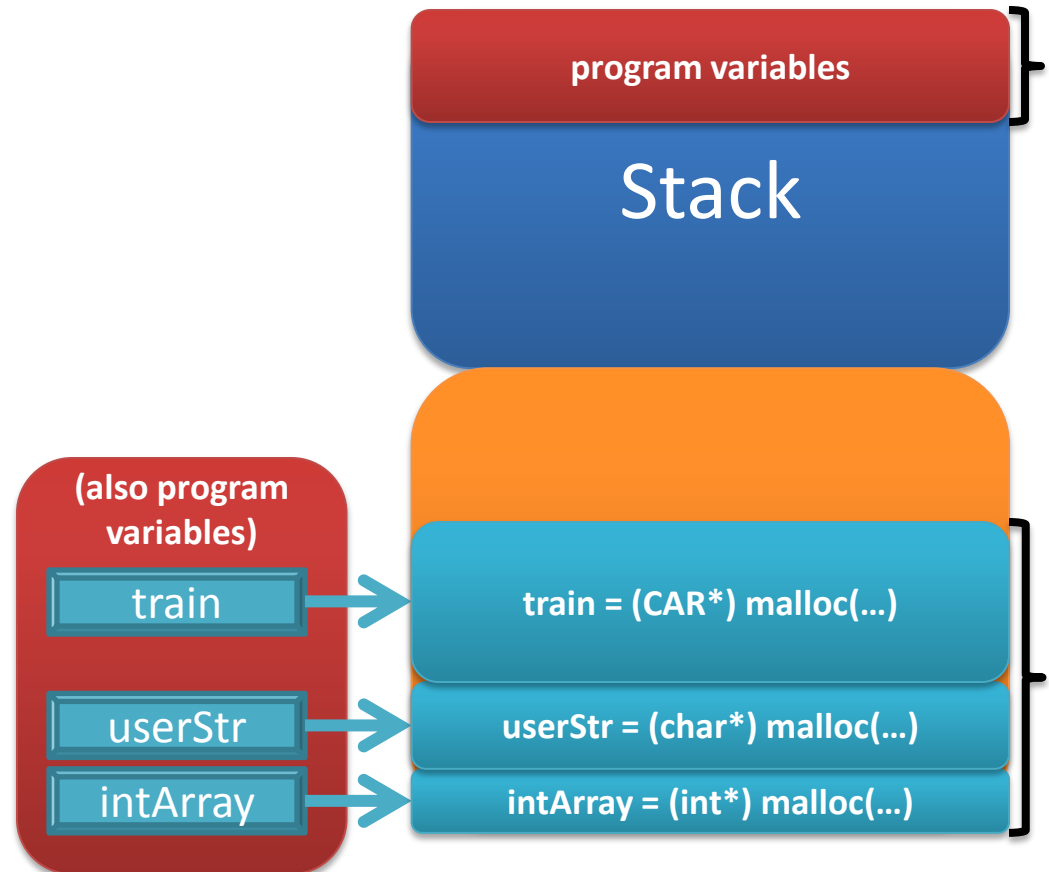 program variables
Stack
(also program
variables)
train
train = (CAR*) malloc(…)
userStr
userStr = (char*) malloc(…)
intArray
intArray = (int*) malloc(…)